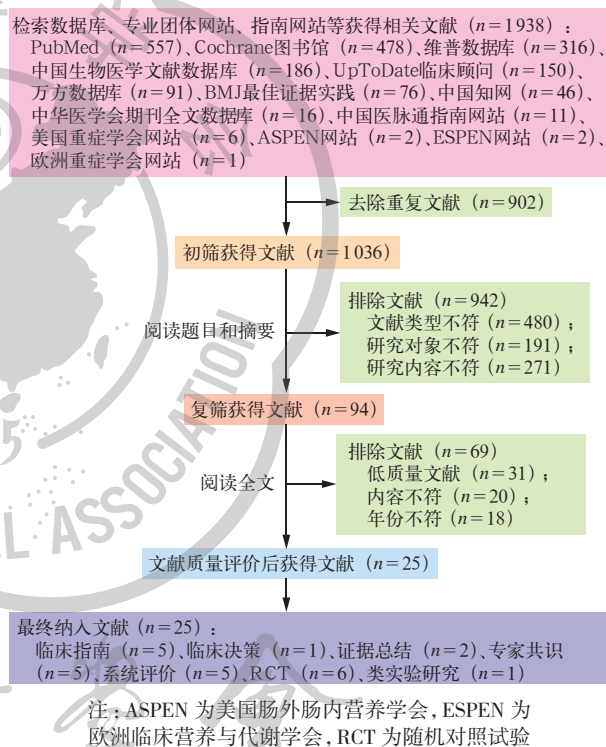 检索数据库、专业团体网站、指南网站等获得相关文献（n=1938）：
PubMed（n=557）、Cochrane图书馆（n=478）、维普数据库（n=316）、
中国生物医学文献数据库（n=186）、UpToDate临床顾问（n=150）、
万方数据库（n=91）、BMJ最佳证据实践（n=76）、中国知网（n=46）、
中华医学会期刊全文数据库（n=16）、中国医脉通指南网站（n=11）、
美国重症学会网站（n=6）、ASPEN网站（n=2）、ESPEN网站（n=2）、
欧洲重症学会网站（n=1）
去除重复文献（n=902）
初筛获得文献（n=1036）
阅读题目和摘要
排除文献（n=942）
文献类型不符（n=480）；
研究对象不符（n=191）；
研究内容不符（n=271）
复筛获得文献（n=94）
阅读全文
排除文献（n=69）
低质量文献（n=31）；
内容不符（n=20）；
年份不符（n=18）
文献质量评价后获得文献（n=25）
最终纳入文献（n=25）：
临床指南（n=5）、临床决策（n=1）、证据总结（n=2）、专家共识
（n=5）、系统评价（n=5）、RCT（n=6）、类实验研究（n=1）
注：ASPEN 为美国肠外肠内营养学会，ESPEN 为
欧洲临床营养与代谢学会，RCT 为随机对照试验
L ASSOCIATION